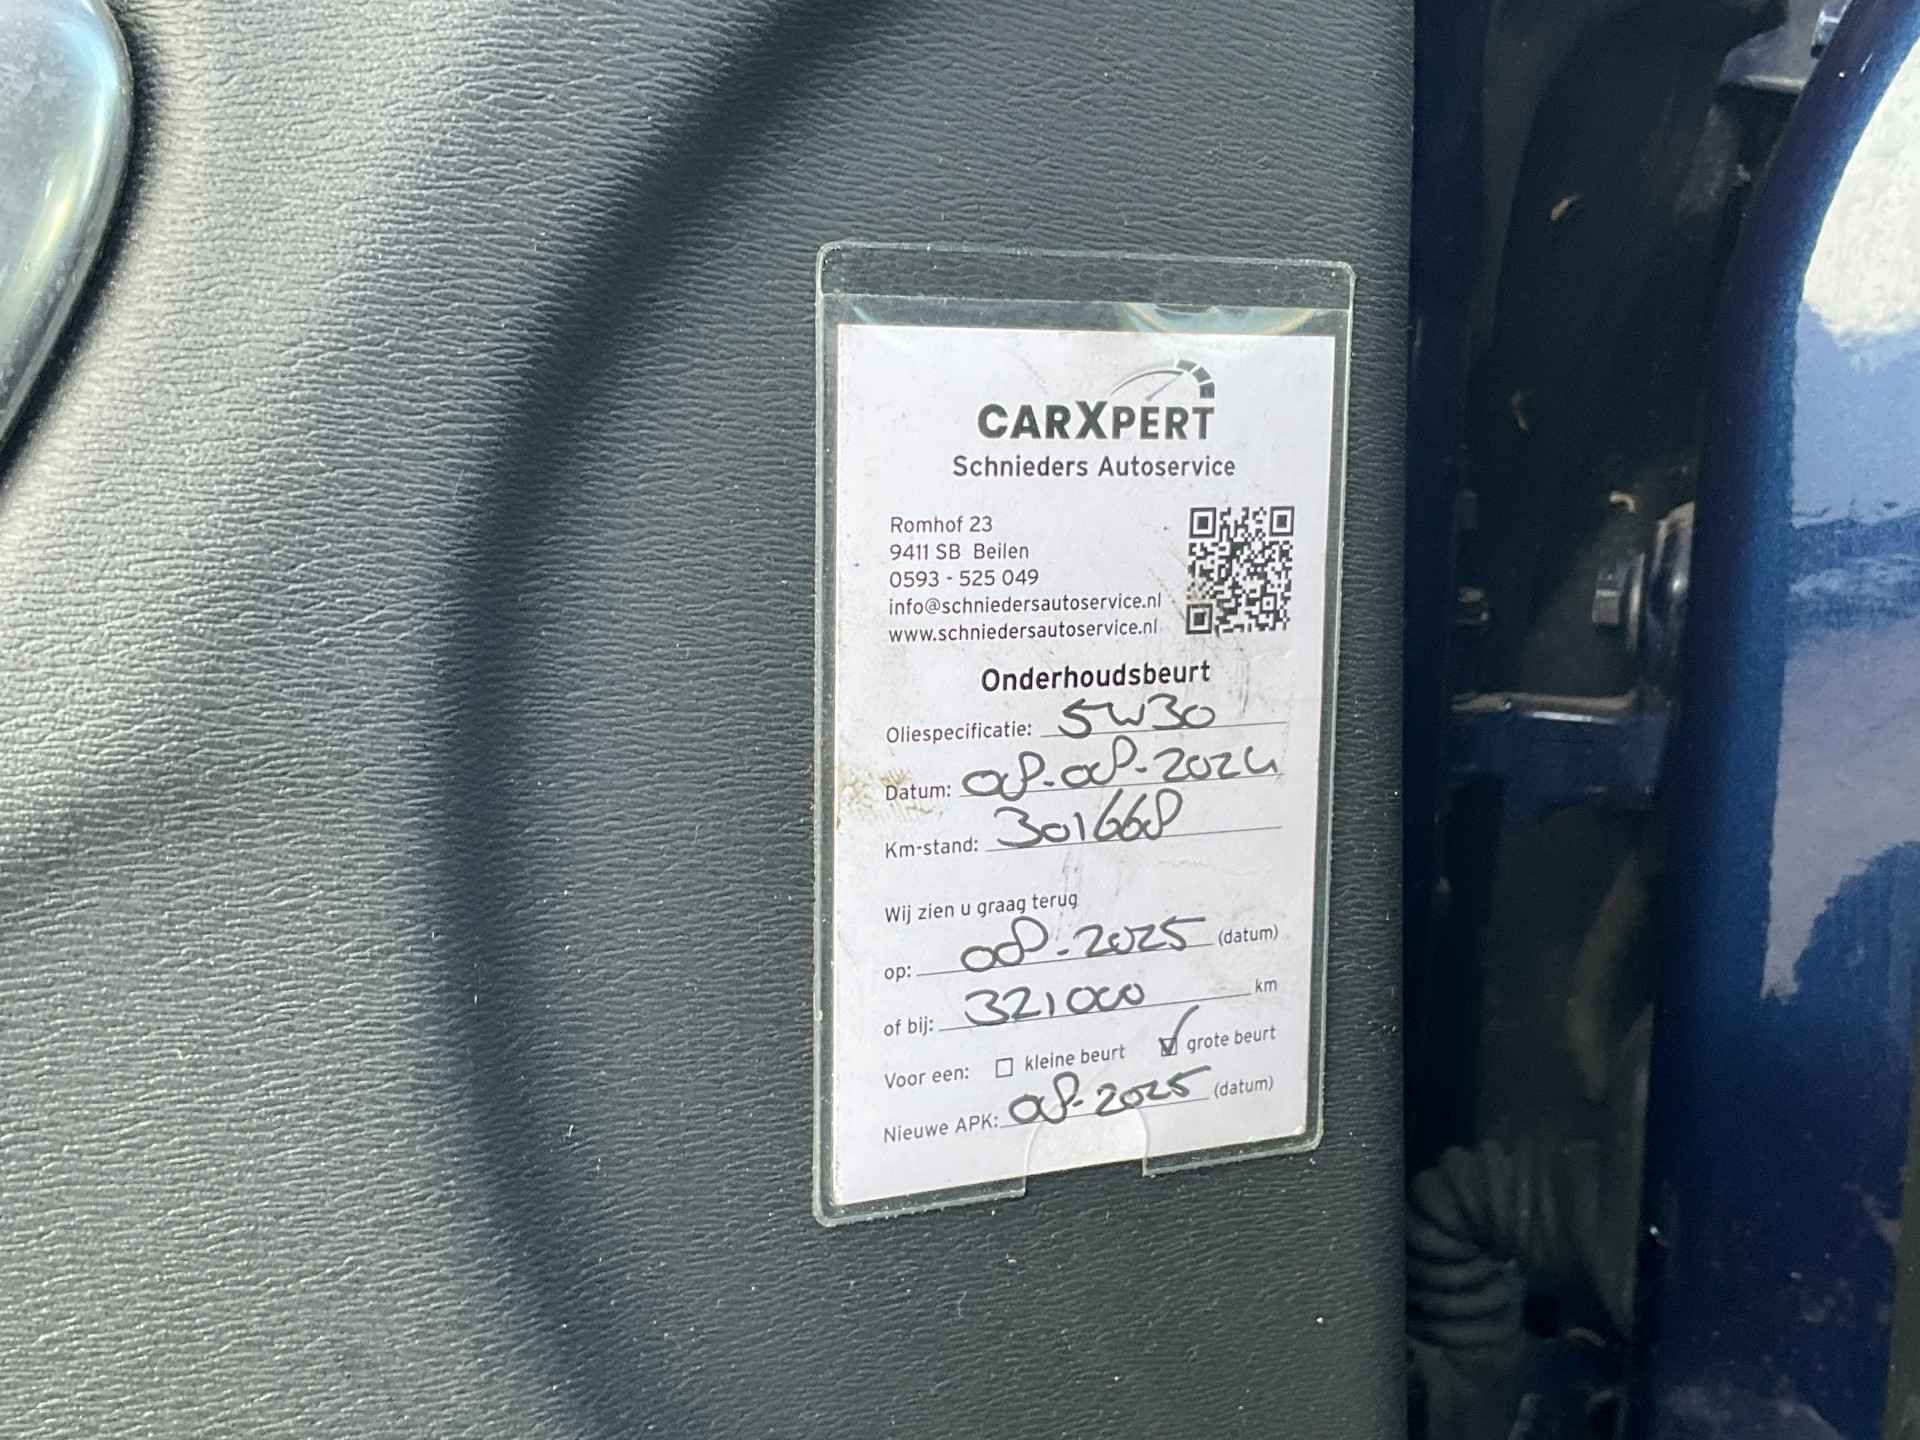 CARXPERT
Schnieders Autoservice
Romhof 23
9411 SB Beilen
0593 - 525 049
info@schniedersautoservice.nl
www.schniedersautoservice.nl
Onderhoudsbeurt
Oliespecificatie: 5W30
Datum: 08-08-2024
Km-stand: 301668
Wij zien u graag terug
op: 08-2025 (datum)
of bij: 321000 km
Voor een: ☐ kleine beurt ☑ grote beurt
Nieuwe APK: 08-2025 (datum)